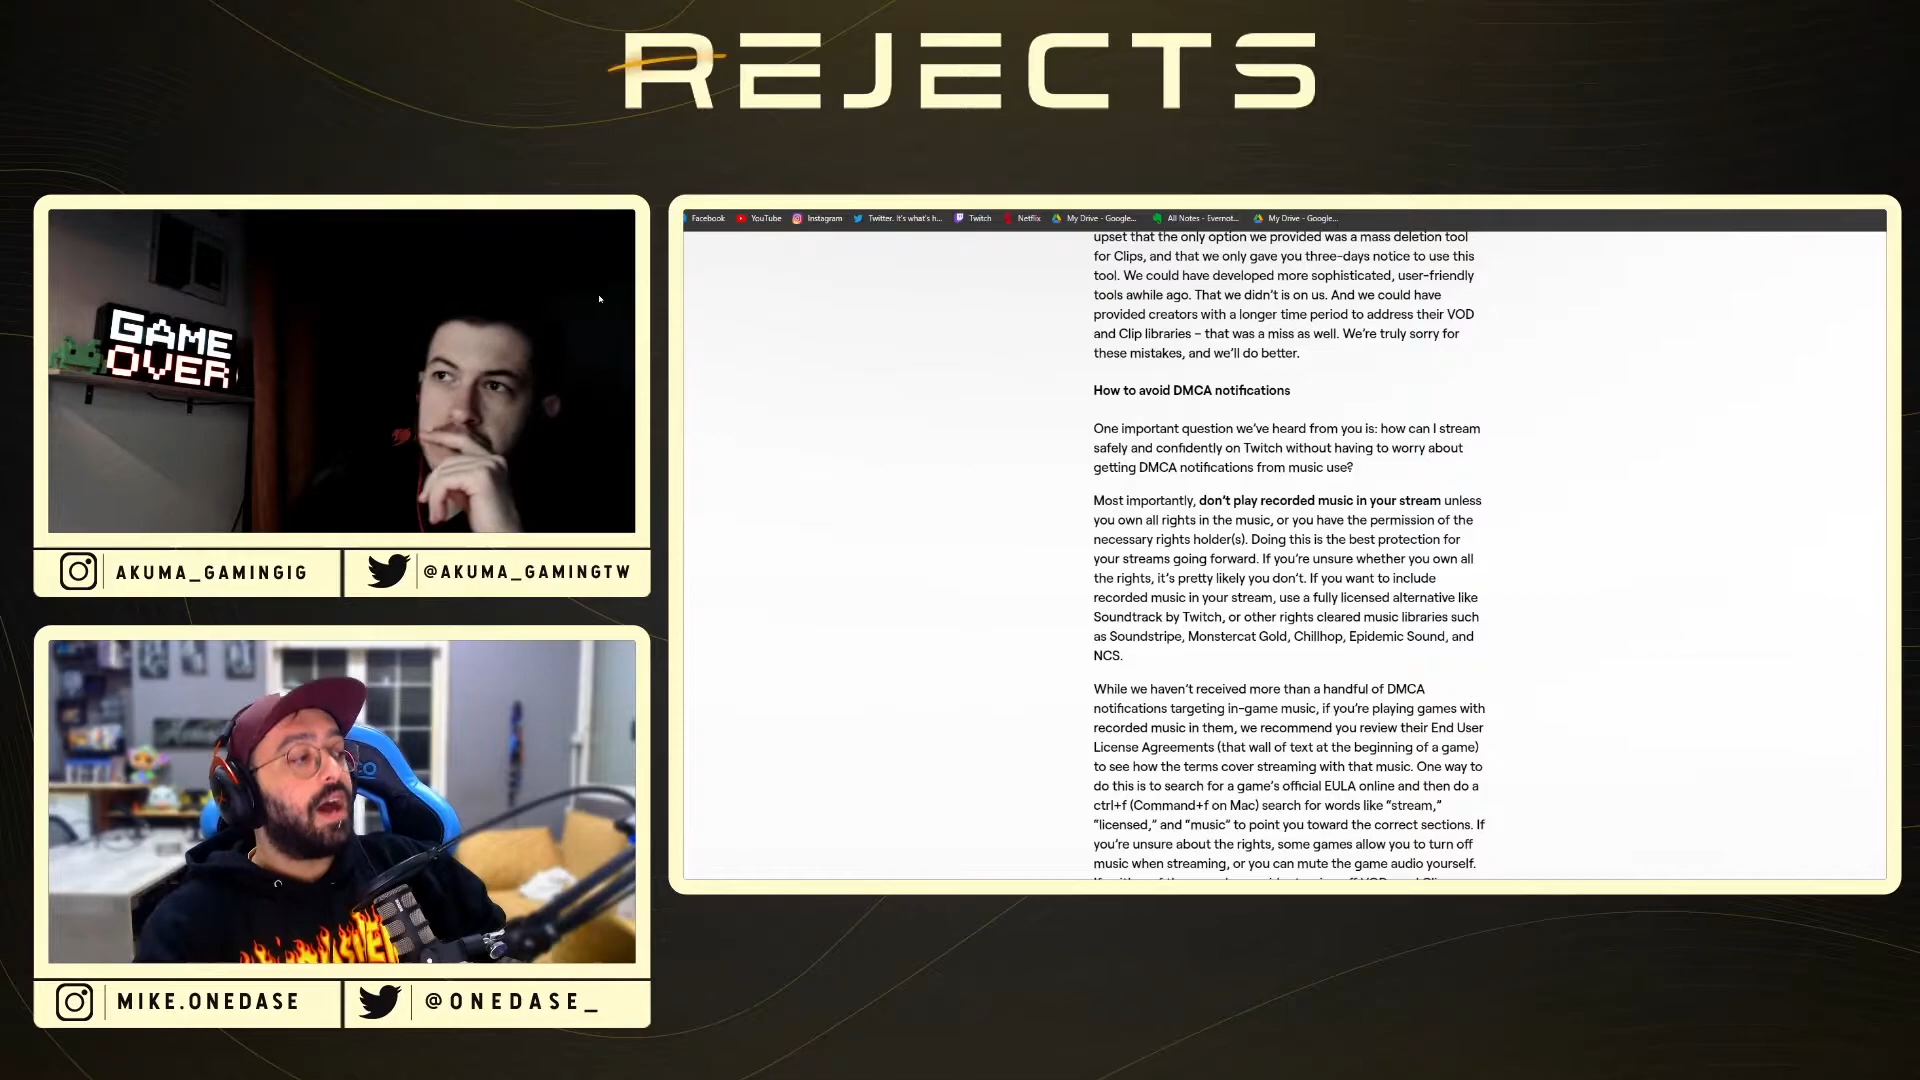 REJECTS
GAME
OVER
AKUMA_GAMINGIG
@AKUMA_GAMINGTW
MIKE.ONEDASE
@ONEDASE_
Facebook YouTube Instagram Twitter. It's what's h... Twitch Netflix My Drive - Google... All Notes - Evernot... My Drive - Google...
upset that the only option we provided was a mass deletion tool
for Clips, and that we only gave you three-days notice to use this
tool. We could have developed more sophisticated, user-friendly
tools awhile ago. That we didn't is on us. And we could have
provided creators with a longer time period to address their VOD
and Clip libraries – that was a miss as well. We're truly sorry for
these mistakes, and we'll do better.
How to avoid DMCA notifications
One important question we've heard from you is: how can I stream
safely and confidently on Twitch without having to worry about
getting DMCA notifications from music use?
Most importantly, don't play recorded music in your stream unless
you own all rights in the music, or you have the permission of the
necessary rights holder(s). Doing this is the best protection for
your streams going forward. If you're unsure whether you own all
the rights, it's pretty likely you don't. If you want to include
recorded music in your stream, use a fully licensed alternative like
Soundtrack by Twitch, or other rights cleared music libraries such
as Soundstripe, Monstercat Gold, Chillhop, Epidemic Sound, and
NCS.
While we haven't received more than a handful of DMCA
notifications targeting in-game music, if you're playing games with
recorded music in them, we recommend you review their End User
License Agreements (that wall of text at the beginning of a game)
to see how the terms cover streaming with that music. One way to
do this is to search for a game's official EULA online and then do a
ctrl+f (Command+f on Mac) search for words like “stream,”
“licensed,” and “music” to point you toward the correct sections. If
you're unsure about the rights, some games allow you to turn off
music when streaming, or you can mute the game audio yourself.